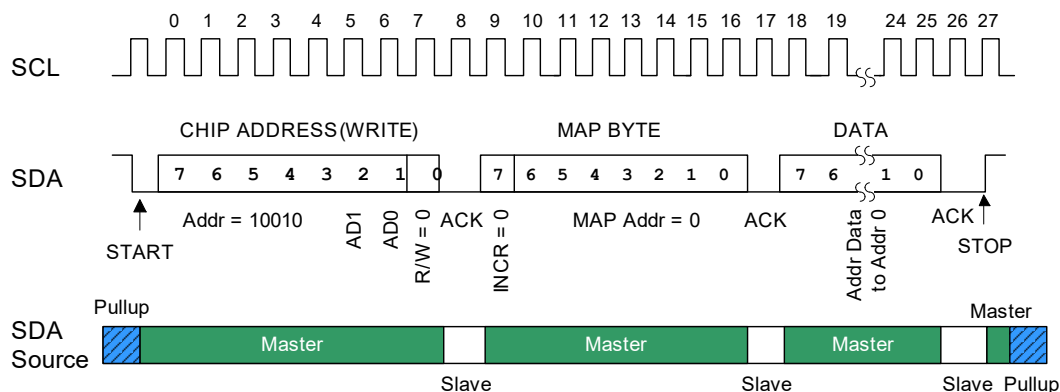 0 1 2 3 4 5 6 7 8 9 10 11 12 13 14 15 16 17 18 19 24 25 26 27
SCL
CHIP ADDRESS (WRITE) MAP BYTE DATA
SDA
7 6 5 4 3 2 1 0 7 6 5 4 3 2 1 0 7 6 1 0
Addr = 10010 AD1 AD0 R/W = 0 ACK INCR = 0 MAP Addr = 0 ACK Addr Data to Addr 0 ACK
START STOP
Pullup Master
SDA Source
Master Master Master
Slave Slave Slave Pullup